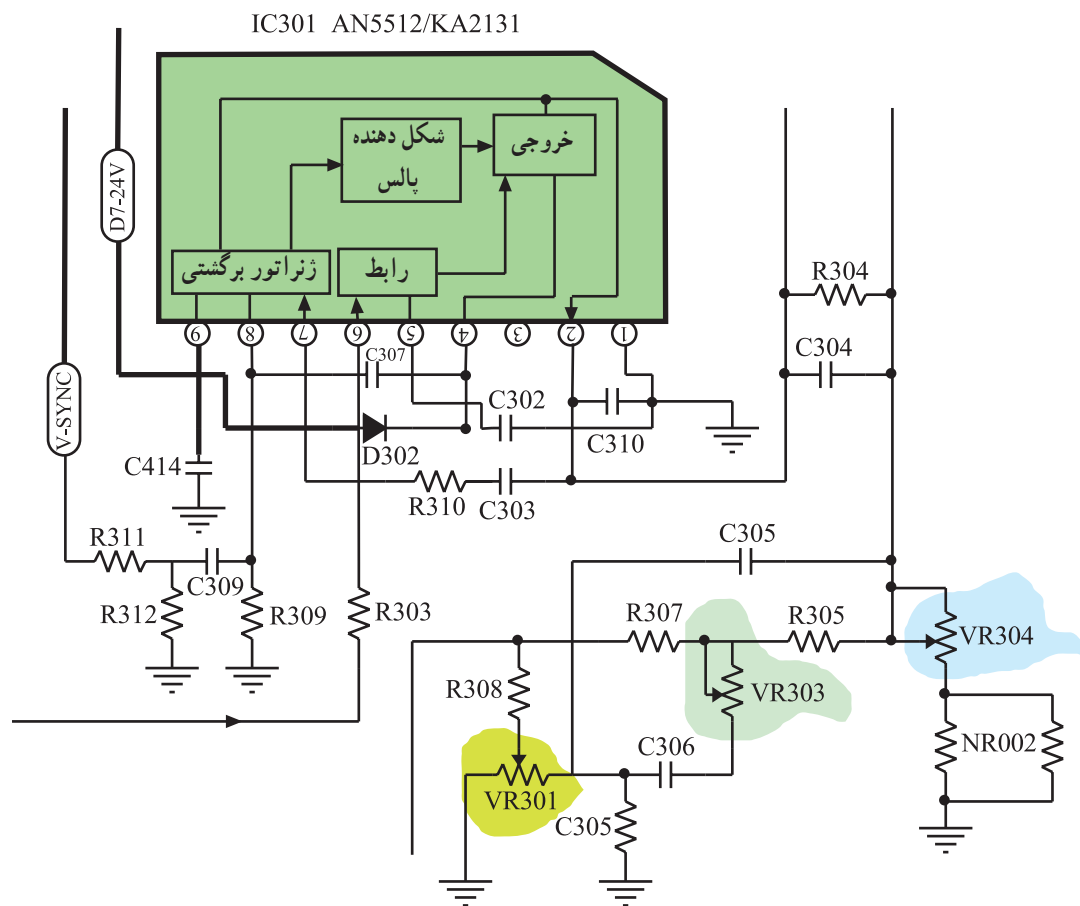 IC301 AN5512/KA2131
شکل دهنده
پالس
خروجی
ژنراتور برگشتی
رابط
9
8
7
6
5
4
3
2
1
D7-24V
V-SYNC
C307
C302
C310
D302
C414
R310
C303
R304
C304
R311
C309
R312
R309
R303
C305
R307
R305
VR304
R308
VR303
C306
NR002
VR301
C305